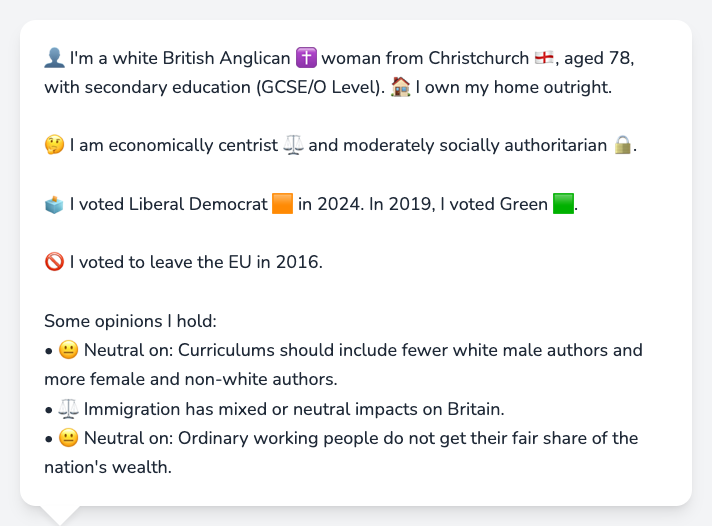 👤 I'm a white British Anglican ✝️ woman from Christchurch 🏴󠁧󠁢󠁥󠁮󠁧󠁿, aged 78,
with secondary education (GCSE/O Level). 🏠 I own my home outright.
🤔 I am economically centrist ⚖️ and moderately socially authoritarian 🔒.
🗳️ I voted Liberal Democrat 🟧 in 2024. In 2019, I voted Green 🟩.
🚫 I voted to leave the EU in 2016.
Some opinions I hold:
• 😐 Neutral on: Curriculums should include fewer white male authors and
more female and non-white authors.
• ⚖️ Immigration has mixed or neutral impacts on Britain.
• 😐 Neutral on: Ordinary working people do not get their fair share of the
nation's wealth.